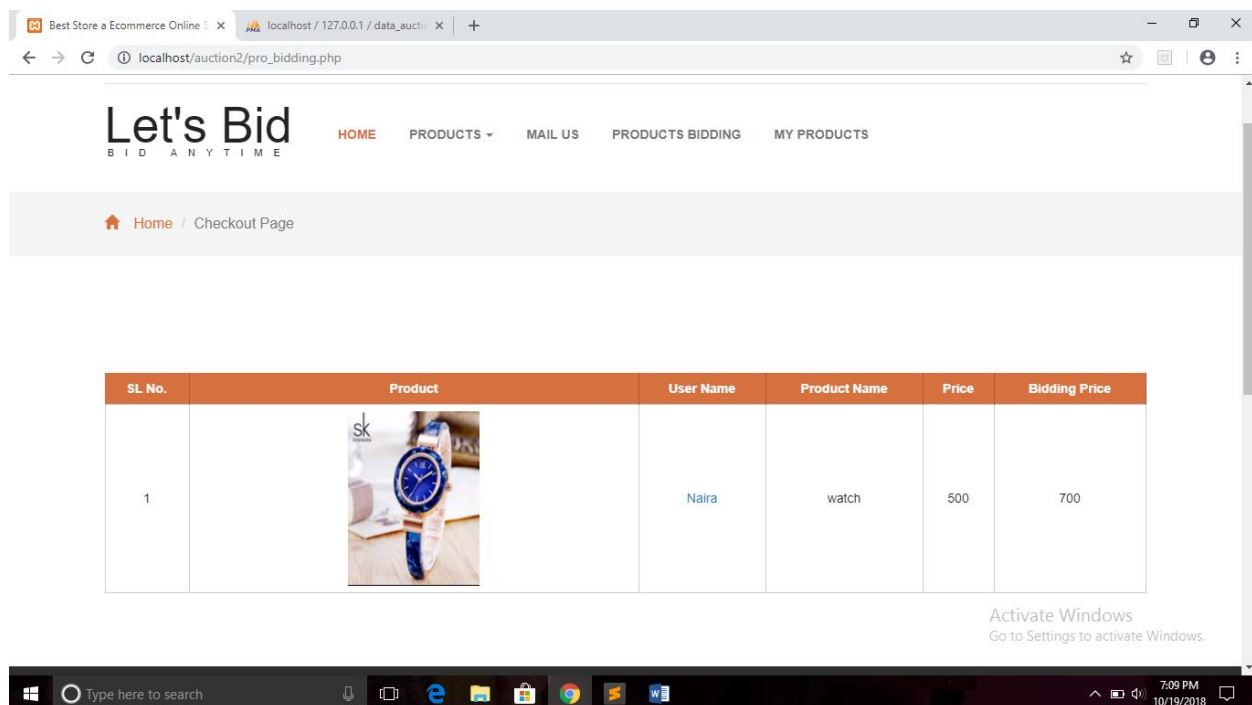 Best Store a Ecommerce Online S
localhost / 127.0.0.1 / data_aucti
localhost/auction2/pro_bidding.php
Let's Bid
BID ANYTIME
HOME PRODUCTS MAIL US PRODUCTS BIDDING MY PRODUCTS
Home / Checkout Page
SL No. Product User Name Product Name Price Bidding Price
sk
1 Naira watch 500 700
Activate Windows
Go to Settings to activate Windows.
Type here to search
7:09 PM
10/19/2018